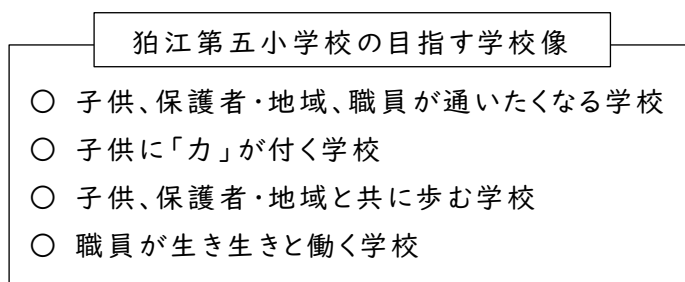 狛江第五小学校の目指す学校像
○ 子供、保護者・地域、職員が通いたくなる学校
○ 子供に「力」が付く学校
○ 子供、保護者・地域と共に歩む学校
○ 職員が生き生きと働く学校